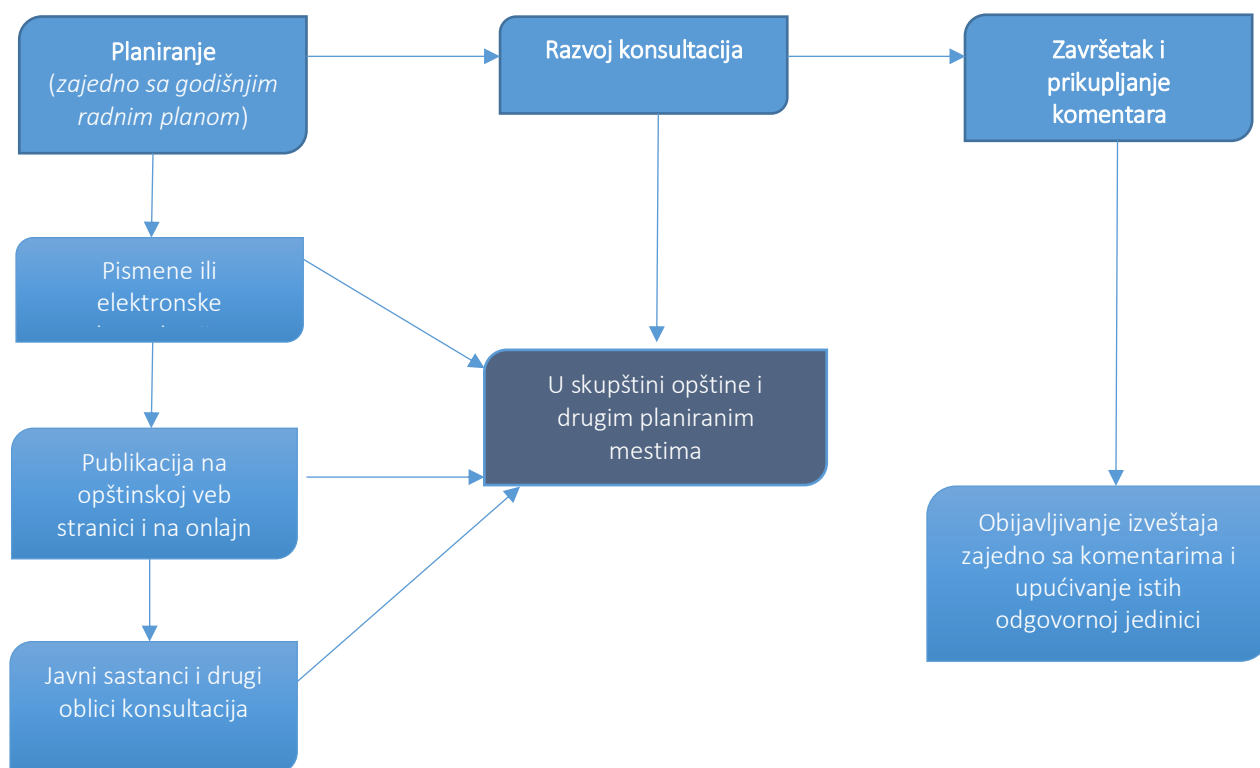 Planiranje
(zajedno sa godišnjim
radnim planom)
Razvoj konsultacija
Završetak i
prikupljanje
komentara
Pismene ili
elektronske
U skupštini opštine i
drugim planiranim
mestima
Publikacija na
opštinskoj veb
stranici i na onlajn
Obijavljivanje izveštaja
zajedno sa komentarima i
upućivanje istih
odgovornoj jedinici
Javni sastanci i drugi
oblici konsultacija